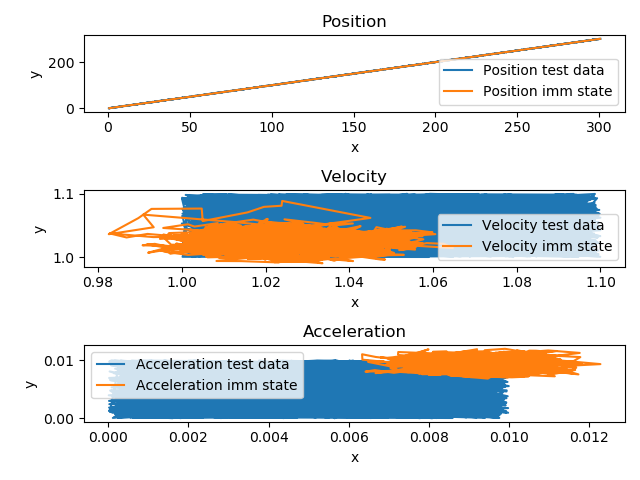 Position
200
0
y
Position test data
Position imm state
0
50
100
150
200
250
300
x
Velocity
1.1
1.0
y
Velocity test data
Velocity imm state
0.98
1.00
1.02
1.04
1.06
1.08
1.10
x
Acceleration
0.01
0.00
y
Acceleration test data
Acceleration imm state
0.000
0.002
0.004
0.006
0.008
0.010
0.012
x